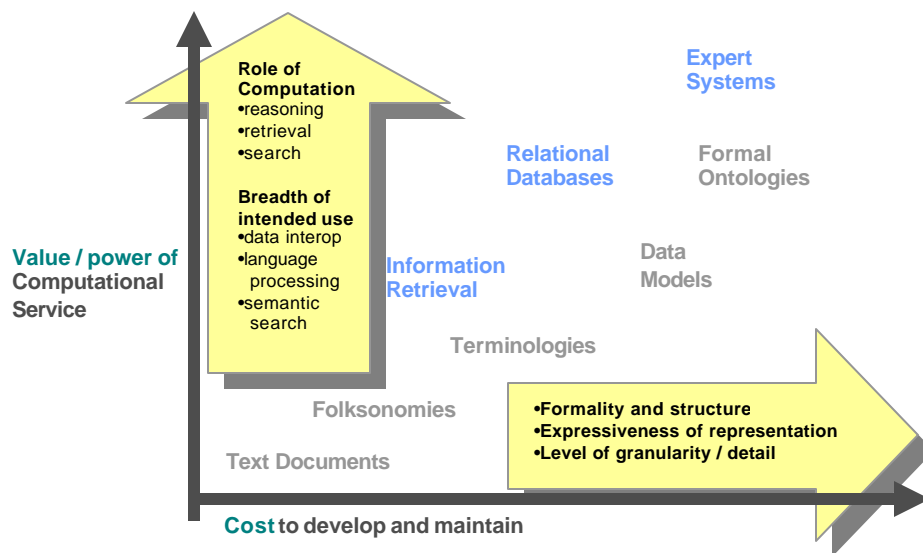 Role of
Computation
•reasoning
•retrieval
•search
Breadth of
intended use
•data interop
•language
processing
•semantic
search
Expert
Systems
Relational
Databases
Formal
Ontologies
Value / power of
Computational
Service
Information
Retrieval
Data
Models
Terminologies
Folksonomies
Text Documents
•Formality and structure
•Expressiveness of representation
•Level of granularity / detail
Cost to develop and maintain